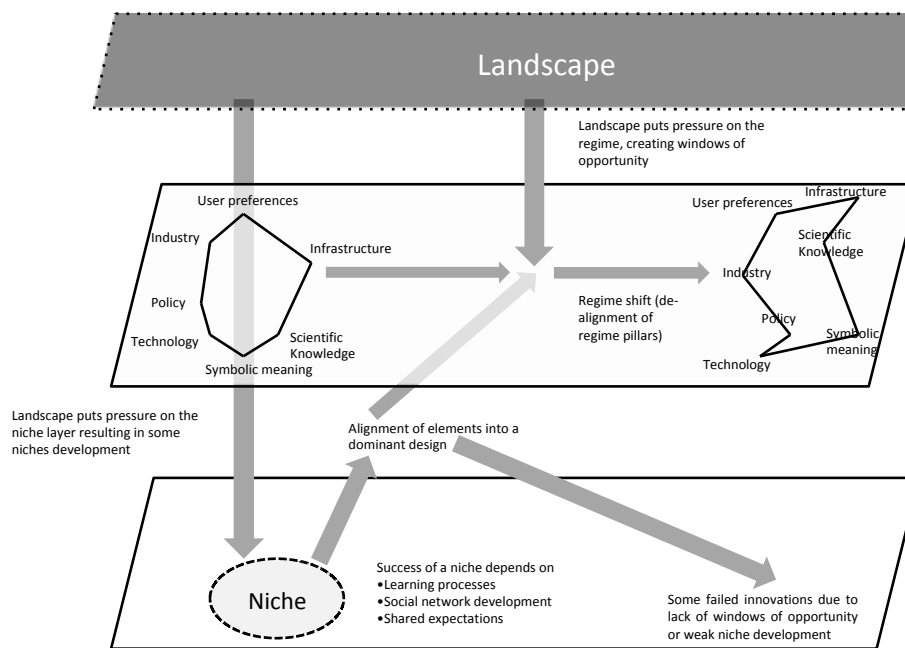 Landscape
Landscape puts pressure on the
regime, creating windows of
opportunity
User preferences
Industry
Infrastructure
Policy
Technology
Scientific
Knowledge
Symbolic meaning
Infrastructure
User preferences
Scientific
Knowledge
Industry
Regime shift (de-
alignment of
regime pillars)
Policy
Symbolic
meaning
Technology
Landscape puts pressure on the
niche layer resulting in some
niches development
Alignment of elements into a
dominant design
Niche
Success of a niche depends on
•Learning processes
•Social network development
•Shared expectations
Some failed innovations due to
lack of windows of opportunity
or weak niche development